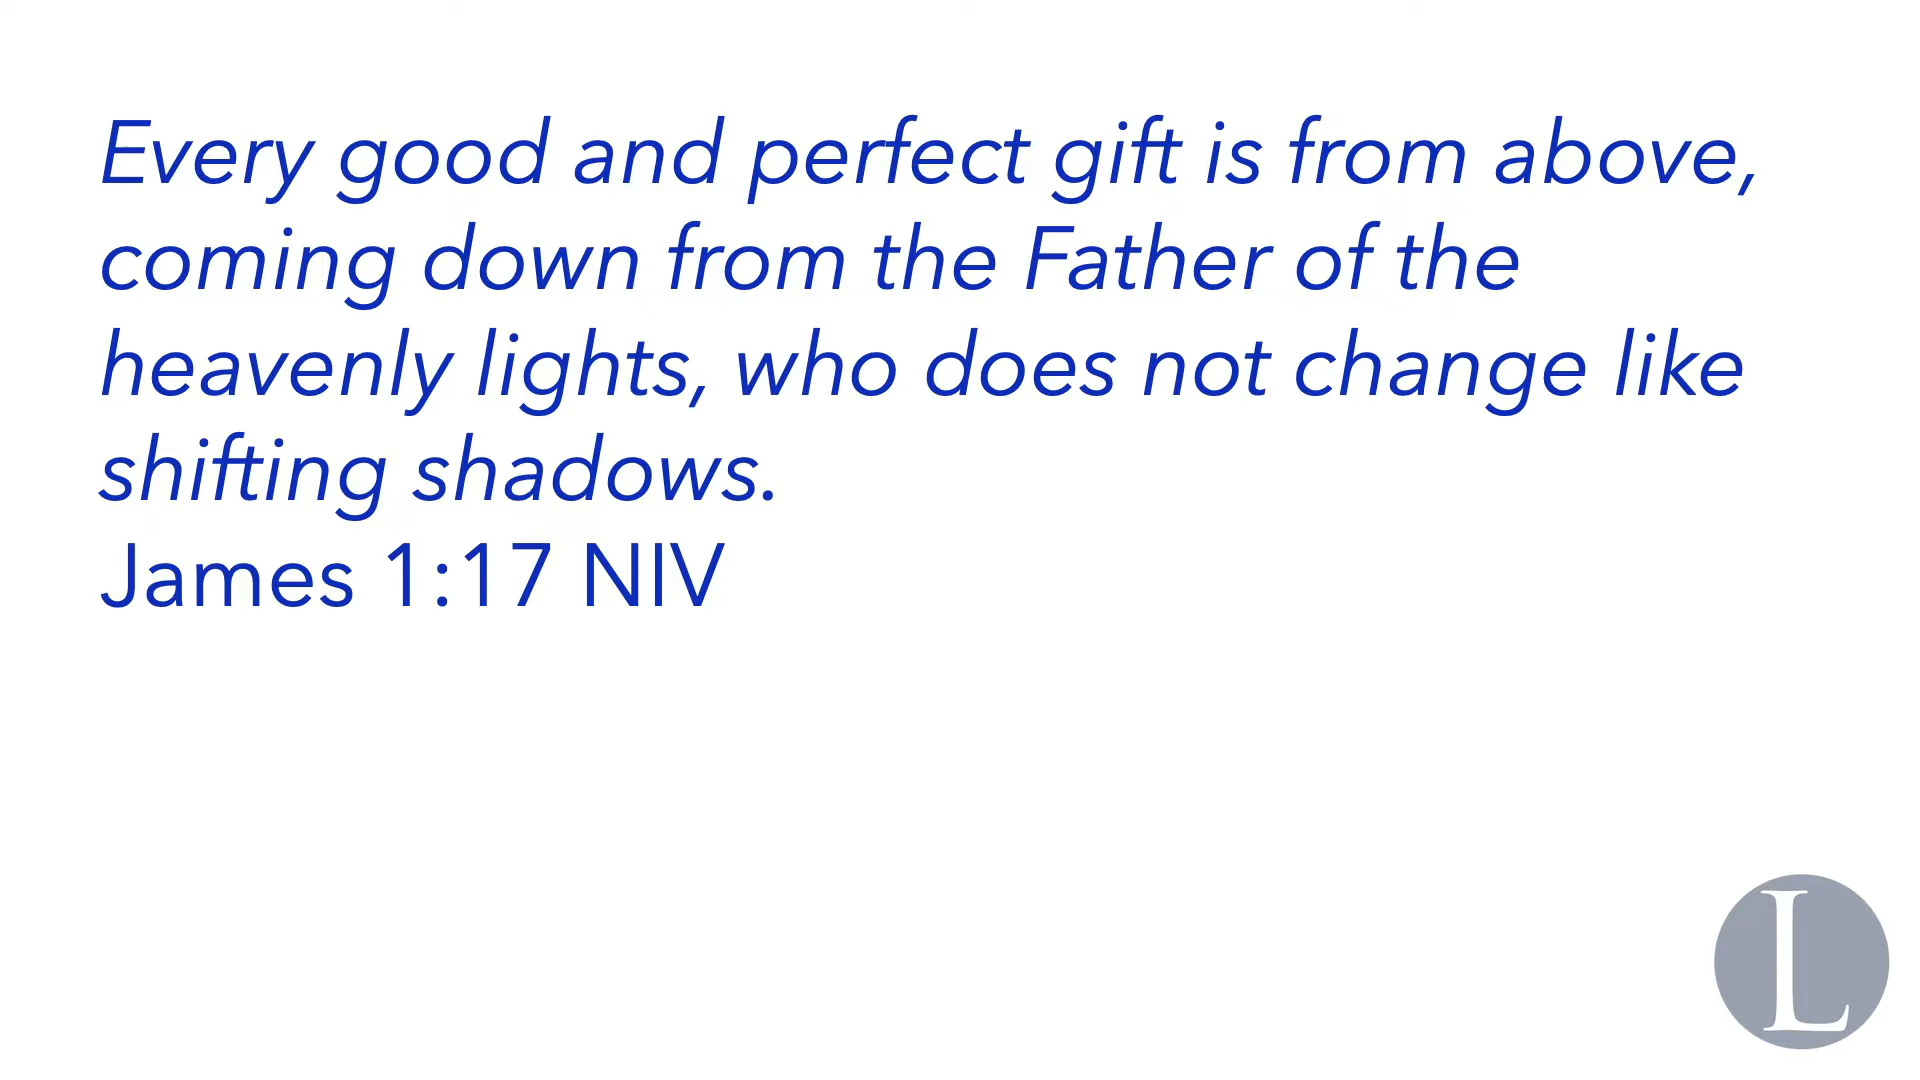 Every good and perfect gift is from above,
coming down from the Father of the
heavenly lights, who does not change like
shifting shadows.
James 1:17 NIV
L